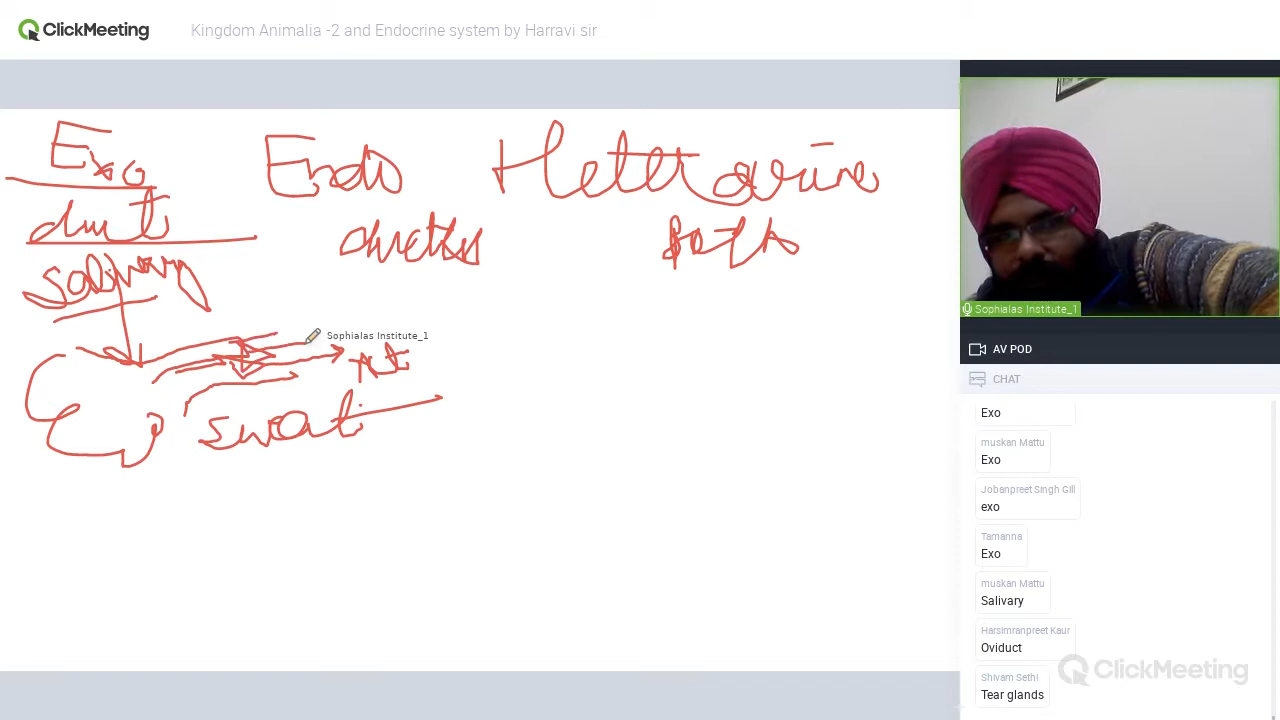 ClickMeeting
Kingdom Animalia -2 and Endocrine system by Harravi sir
Exo Endo Heterocrine
duct
Salivary
Sophialas Institute_1
sweat
Sophialas Institute_1
AV POD
CHAT
Exo
muskan Mattu
Exo
Jobanpreet Singh Gill
exo
Tamanna
Exo
muskan Mattu
Salivary
Harsimranpreet Kaur
Oviduct
Shivam Sethi
Tear glands
ClickMeeting